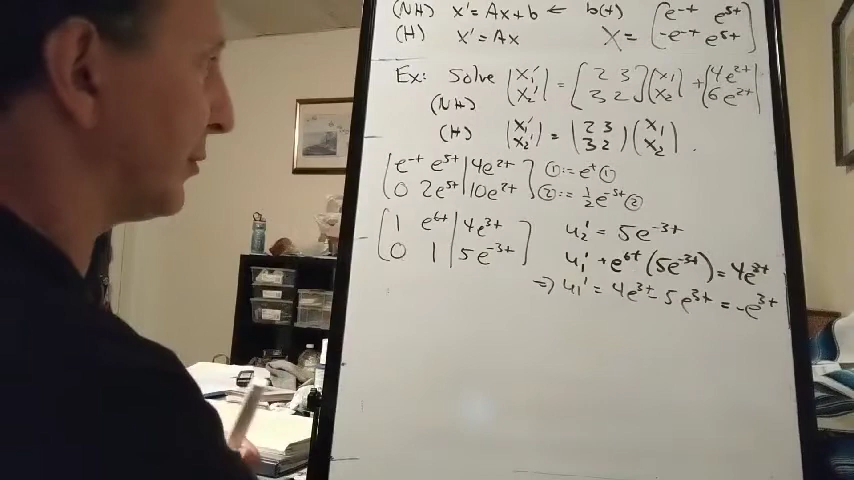 (NH) x' = Ax + b ← b(t)
(H) x' = Ax
X = [e^-t e^5t; -e^-t e^5t]
Ex: Solve (x₁'; x₂') = [2 3; 3 2](x₁; x₂) + (4e^2t; 6e^2t)
(NH)
(H) (x₁'; x₂') = (2 3; 3 2)(x₁; x₂).
[e^-t e^5t | 4e^2t; 0 2e^5t | 10e^2t] ①:= e^t ①
②:= ½e^-5t ②
[1 e^6t | 4e^3t; 0 1 | 5e^-3t] u₂' = 5e^-3t
u₁' + e^6t (5e^-3t) = 4e^3t
⇒ u₁' = 4e^3t - 5e^3t = -e^3t